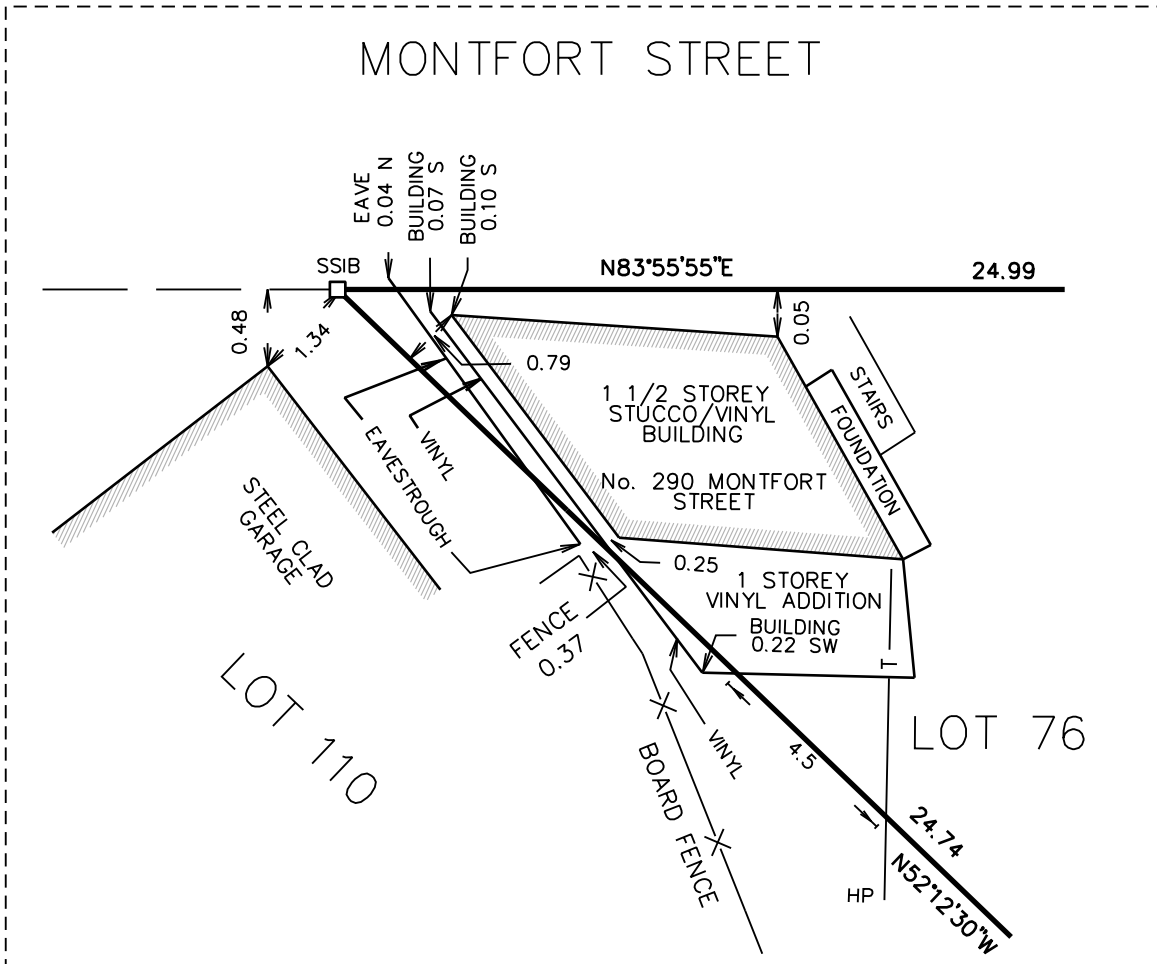 MONTFORT STREET
EAVE
0.04 N
BUILDING
0.07 S
BUILDING
0.10 S
SSIB
N83°55'55"E
24.99
0.48
1.34
0.79
0.05
STAIRS
FOUNDATION
1 1/2 STOREY
STUCCO/VINYL
BUILDING
No. 290 MONTFORT
STREET
VINYL
EAVESTROUGH
STEEL CLAD
GARAGE
0.25
1 STOREY
VINYL ADDITION
BUILDING
0.22 SW
FENCE
0.37
T
LOT 110
LOT 76
VINYL
BOARD FENCE
4.5
24.74
N52°12'30"W
HP